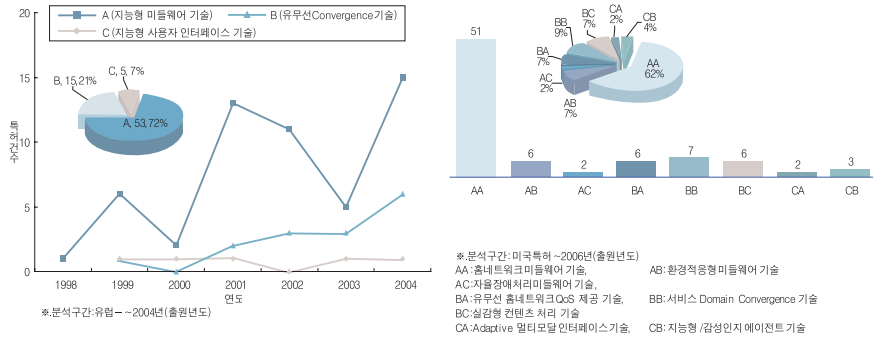 A (지능형 미들웨어 기술)
B (유무선Convergence기술)
C (지능형 사용자 인터페이스 기술)
20
15
10
5
0
특허건수
B, 15,21%
C, 5, 7%
A, 53,72%
1998 1999 2000 2001 2002 2003 2004
연도
※.분석구간:유럽－~2004년(출원년도)
51
6
2
6
7
6
2
3
AA AB AC BA BB BC CA CB
BB
9%
BC
7%
CA
2%
CB
4%
BA
7%
AC
2%
AB
7%
AA
62%
※.분석구간:미국특허 ~2006년(출원년도)
AA:홈네트워크 미들웨어 기술, AB:환경적응형 미들웨어 기술
AC:자율장애처리미들웨어 기술,
BA:유무선 홈네트워크QoS 제공 기술, BB:서비스 Domain Convergence 기술
BC:실감형 컨텐츠 처리 기술
CA:Adaptive 멀티모달 인터페이스기술, CB:지능형/감성인지 에이전트 기술